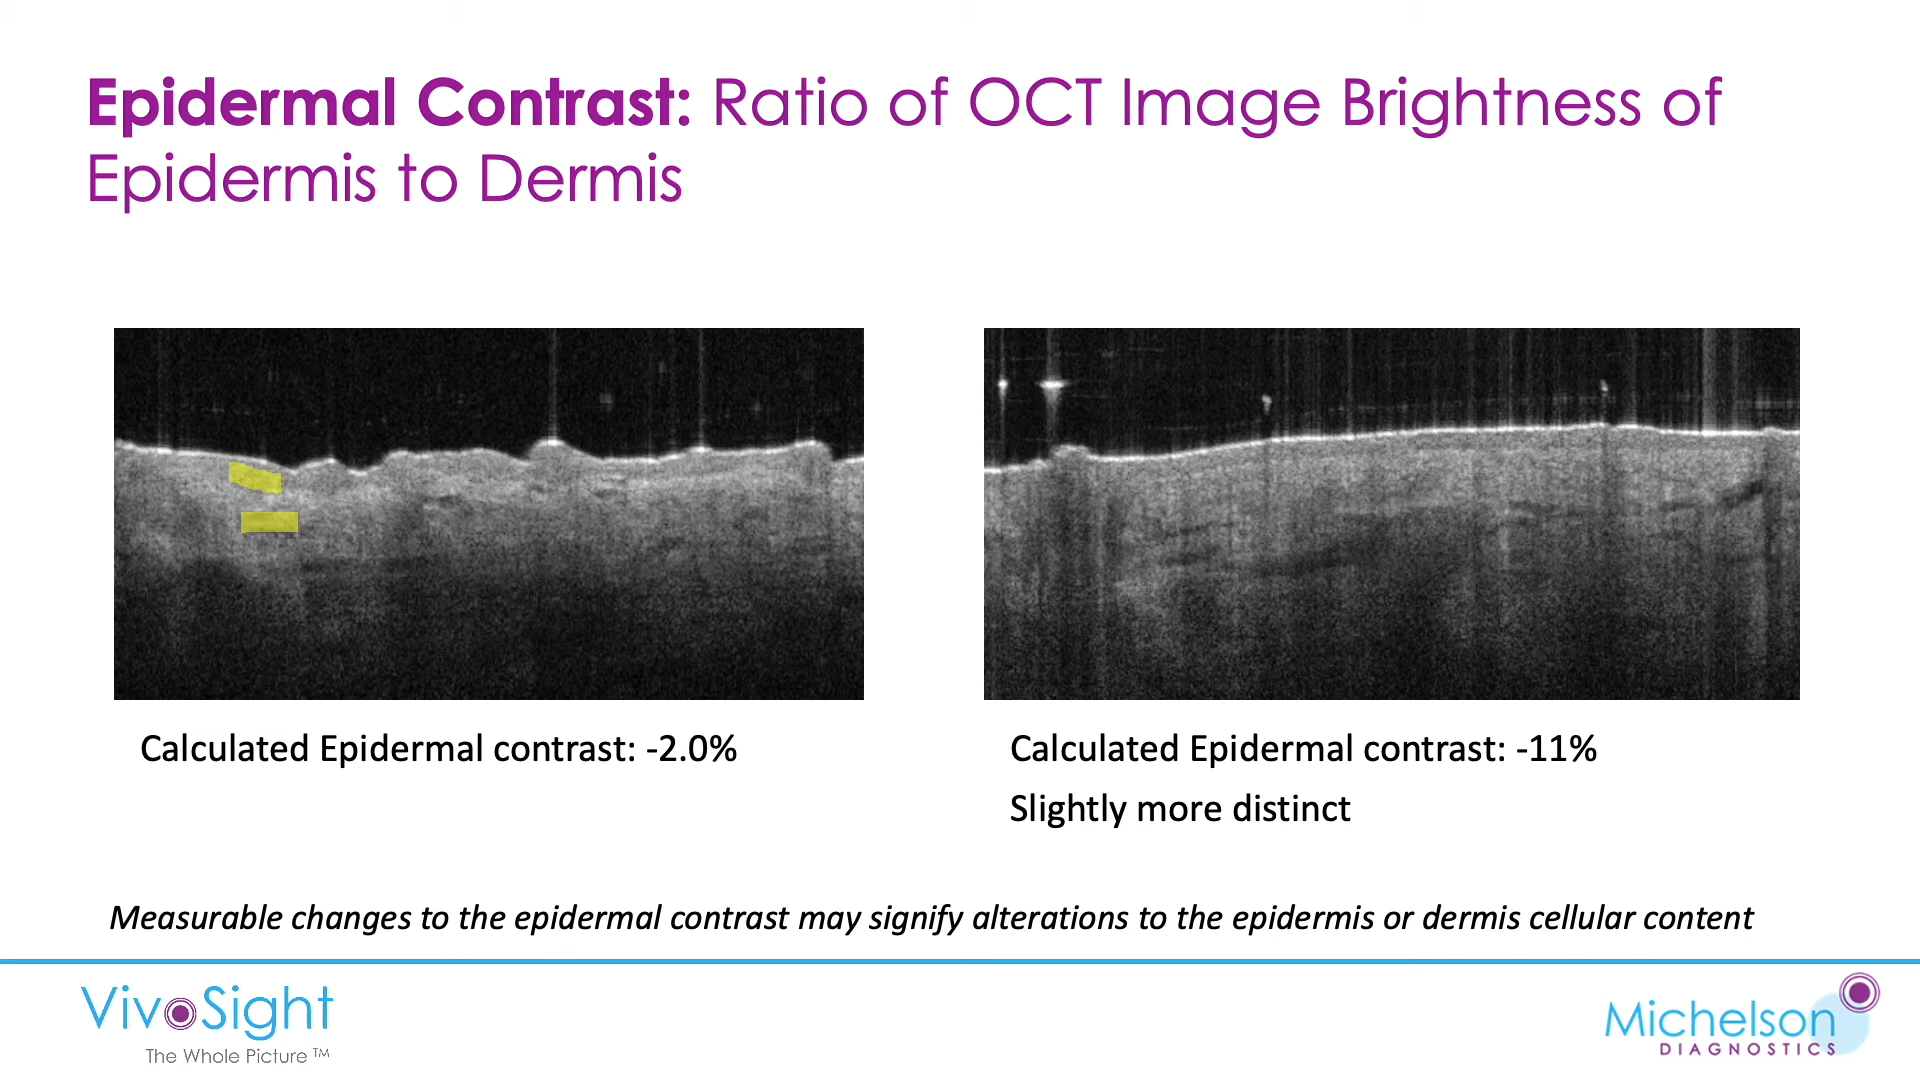 Epidermal Contrast: Ratio of OCT Image Brightness of
Epidermis to Dermis
Calculated Epidermal contrast: -2.0%
Calculated Epidermal contrast: -11%
Slightly more distinct
Measurable changes to the epidermal contrast may signify alterations to the epidermis or dermis cellular content
VivoSight
The Whole Picture ™
Michelson
DIAGNOSTICS